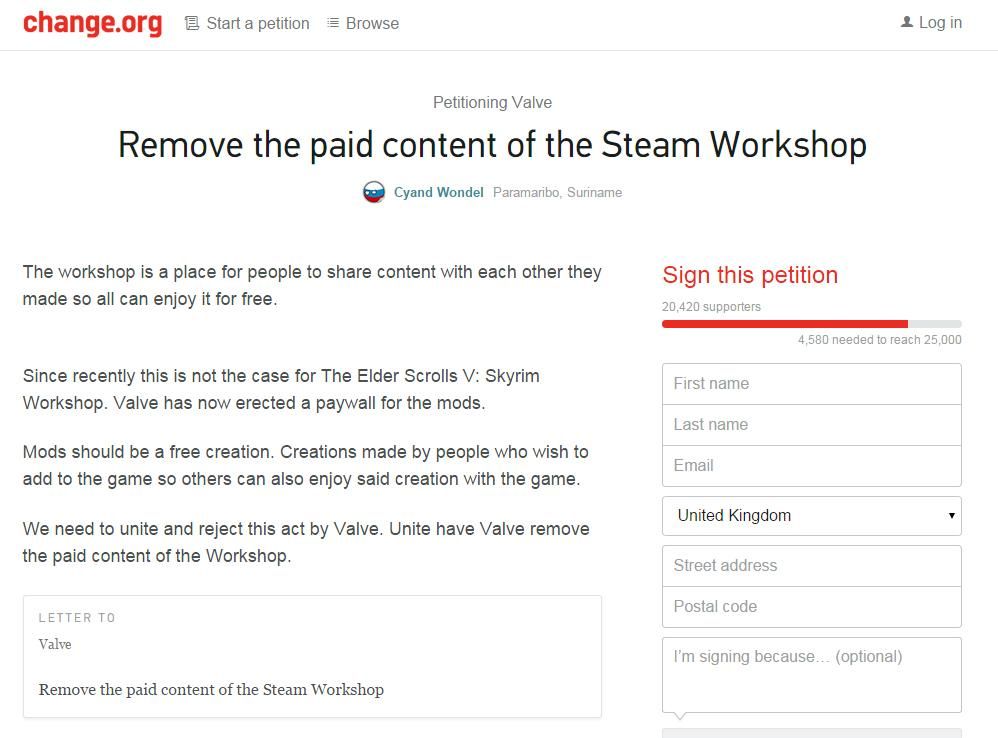 change.org Start a petition Browse Log in
Petitioning Valve
Remove the paid content of the Steam Workshop
Cyand Wondel Paramaribo, Suriname
The workshop is a place for people to share content with each other they
made so all can enjoy it for free.
Since recently this is not the case for The Elder Scrolls V: Skyrim
Workshop. Valve has now erected a paywall for the mods.
Mods should be a free creation. Creations made by people who wish to
add to the game so others can also enjoy said creation with the game.
We need to unite and reject this act by Valve. Unite have Valve remove
the paid content of the Workshop.
LETTER TO
Valve
Remove the paid content of the Steam Workshop
Sign this petition
20,420 supporters
4,580 needed to reach 25,000
First name
Last name
Email
United Kingdom
Street address
Postal code
I'm signing because... (optional)